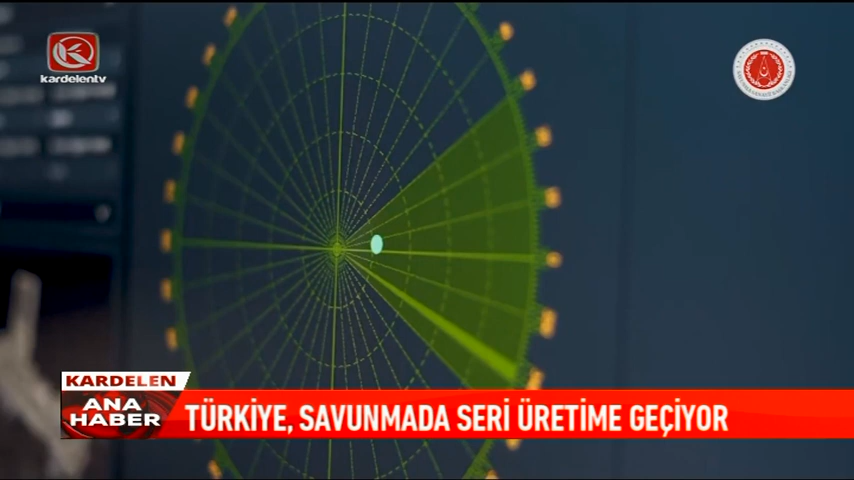 kardelentv
KARDELEN
ANA
HABER
TÜRKİYE, SAVUNMADA SERİ ÜRETİME GEÇİYOR